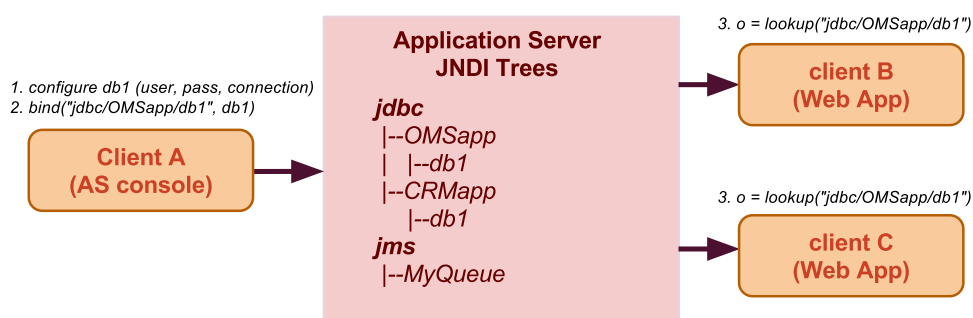 1. configure db1 (user, pass, connection)
2. bind("jdbc/OMSapp/db1", db1)
Client A
(AS console)
Application Server
JNDI Trees
jdbc
|--OMSapp
|   |--db1
|--CRMapp
|--db1
jms
|--MyQueue
3. o = lookup("jdbc/OMSapp/db1")
client B
(Web App)
3. o = lookup("jdbc/OMSapp/db1")
client C
(Web App)